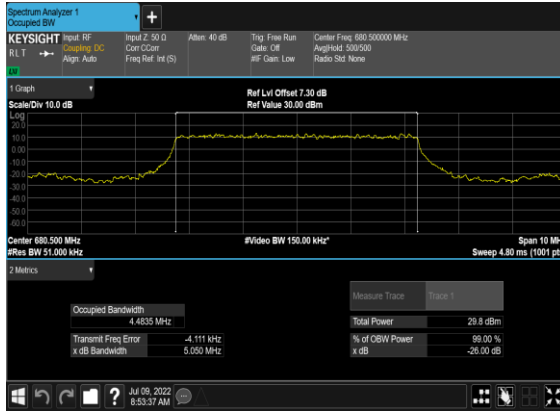 Spectrum Analyzer 1
Occupied BW
+
KEYSIGHT Input: RF Input Z: 50 Ω Atten: 40 dB Trig: Free Run Center Freq: 680.500000 MHz
RLT Coupling: DC Corr CCorr Gate: Off Avg|Hold: 500/500
Align: Auto Freq Ref: Int (S) #IF Gain: Low Radio Std: None
LV
1 Graph
Scale/Div 10.0 dB Ref Lvl Offset 7.30 dB
Ref Value 30.00 dBm
Log
20.0
10.0
0.00
-10.0
-20.0
-30.0
-40.0
-50.0
-60.0
Center 680.500 MHz #Video BW 150.00 kHz* Span 10 MH
#Res BW 51.000 kHz Sweep 4.80 ms (1001 pt
2 Metrics
Measure Trace Trace 1
Occupied Bandwidth
4.4835 MHz
Total Power 29.8 dBm
Transmit Freq Error -4.111 kHz % of OBW Power 99.00 %
x dB Bandwidth 5.050 MHz x dB -26.00 dB
? Jul 09, 2022
8:53:37 AM